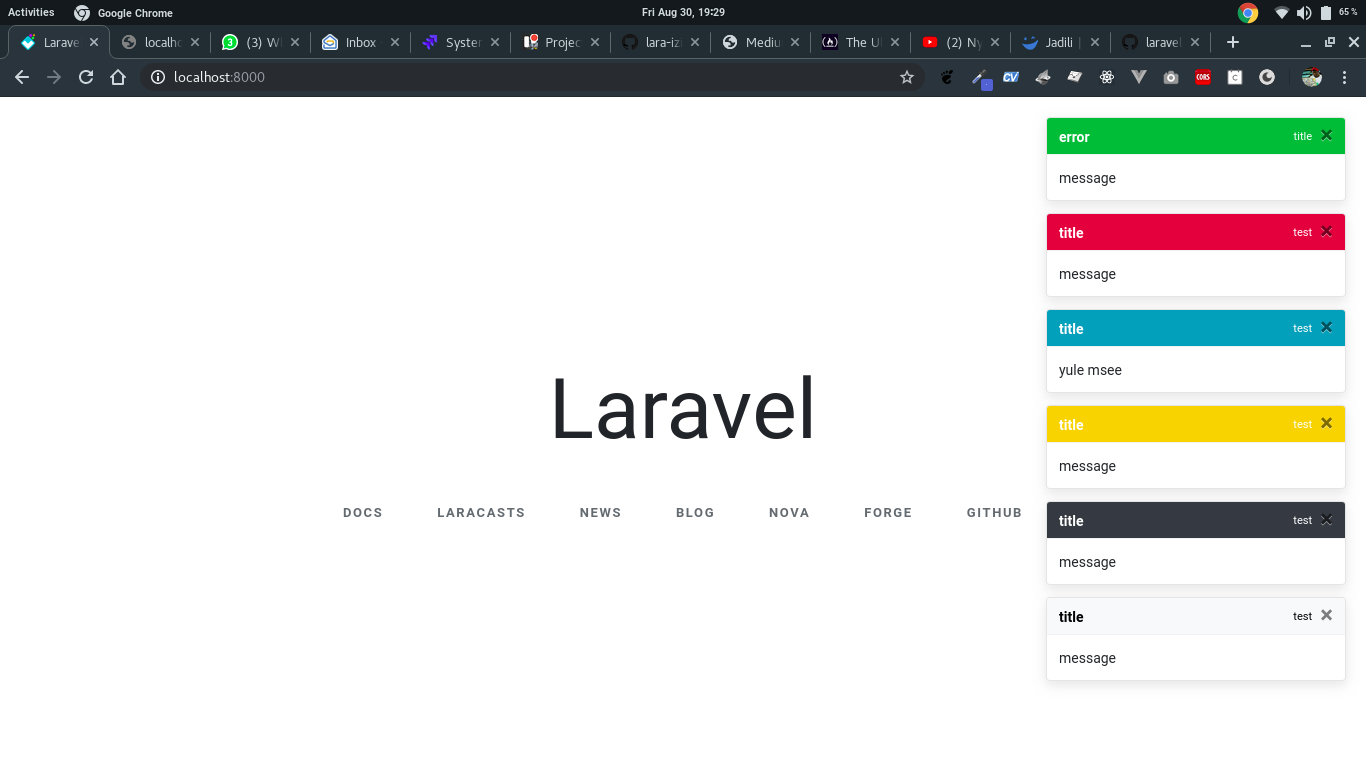 Activities Google Chrome Fri Aug 30, 19:29 65 %
Larave localho (3) W Inbox Syster Projec lara-iz Mediu The U (2) Ny Jadili | laravel
localhost:8000
CV CORS C
error title
message
title test
message
title test
yule msee
title test
message
Laravel
DOCS LARACASTS NEWS BLOG NOVA FORGE GITHUB
title test
message
title test
message